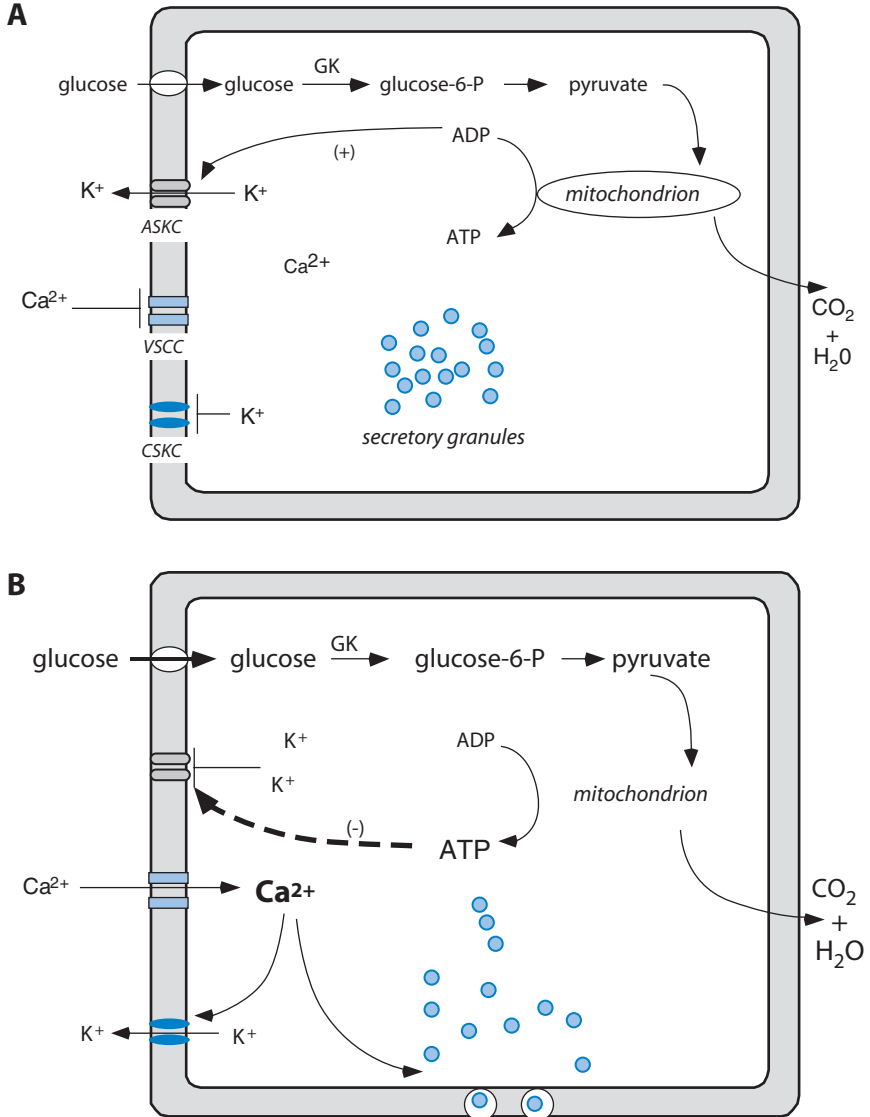 A
glucose
glucose
GK
glucose-6-P
pyruvate
ADP
(+)
K⁺
K⁺
mitochondrion
ASKC
ATP
Ca²⁺
Ca²⁺
CO₂
+
H₂0
VSCC
K⁺
CSKC
secretory granules
B
glucose
glucose
GK
glucose-6-P
pyruvate
K⁺
ADP
K⁺
mitochondrion
(-)
ATP
Ca²⁺
Ca²⁺
CO₂
+
H₂O
K⁺
K⁺